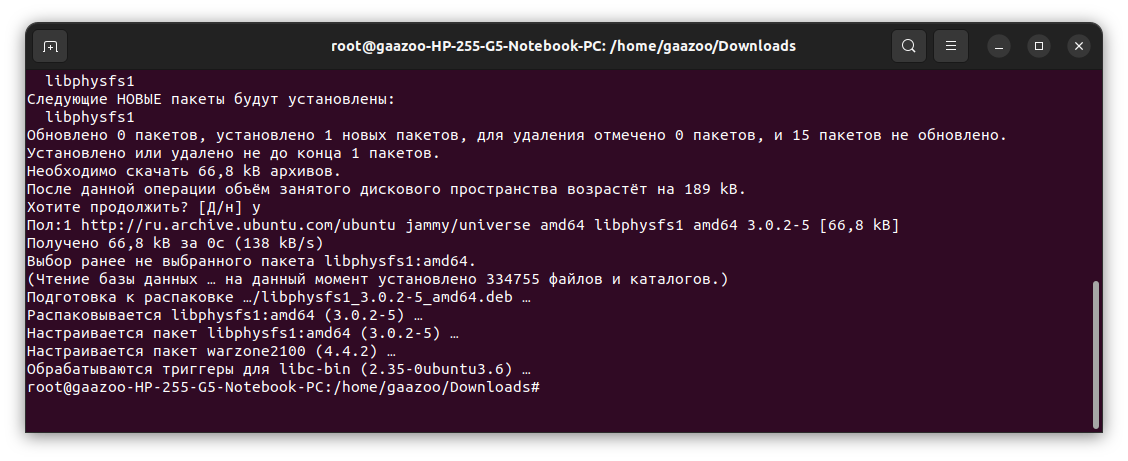 root@gaazoo-HP-255-G5-Notebook-PC: /home/gaazoo/Downloads
libphysfs1
Следующие НОВЫЕ пакеты будут установлены:
libphysfs1
Обновлено 0 пакетов, установлено 1 новых пакетов, для удаления отмечено 0 пакетов, и 15 пакетов не обновлено.
Установлено или удалено не до конца 1 пакетов.
Необходимо скачать 66,8 kB архивов.
После данной операции объём занятого дискового пространства возрастёт на 189 kB.
Хотите продолжить? [Д/н] y
Пол:1 http://ru.archive.ubuntu.com/ubuntu jammy/universe amd64 libphysfs1 amd64 3.0.2-5 [66,8 kB]
Получено 66,8 kB за 0с (138 kB/s)
Выбор ранее не выбранного пакета libphysfs1:amd64.
(Чтение базы данных … на данный момент установлено 334755 файлов и каталогов.)
Подготовка к распаковке …/libphysfs1_3.0.2-5_amd64.deb …
Распаковывается libphysfs1:amd64 (3.0.2-5) …
Настраивается пакет libphysfs1:amd64 (3.0.2-5) …
Настраивается пакет warzone2100 (4.4.2) …
Обрабатываются триггеры для libc-bin (2.35-0ubuntu3.6) …
root@gaazoo-HP-255-G5-Notebook-PC:/home/gaazoo/Downloads#